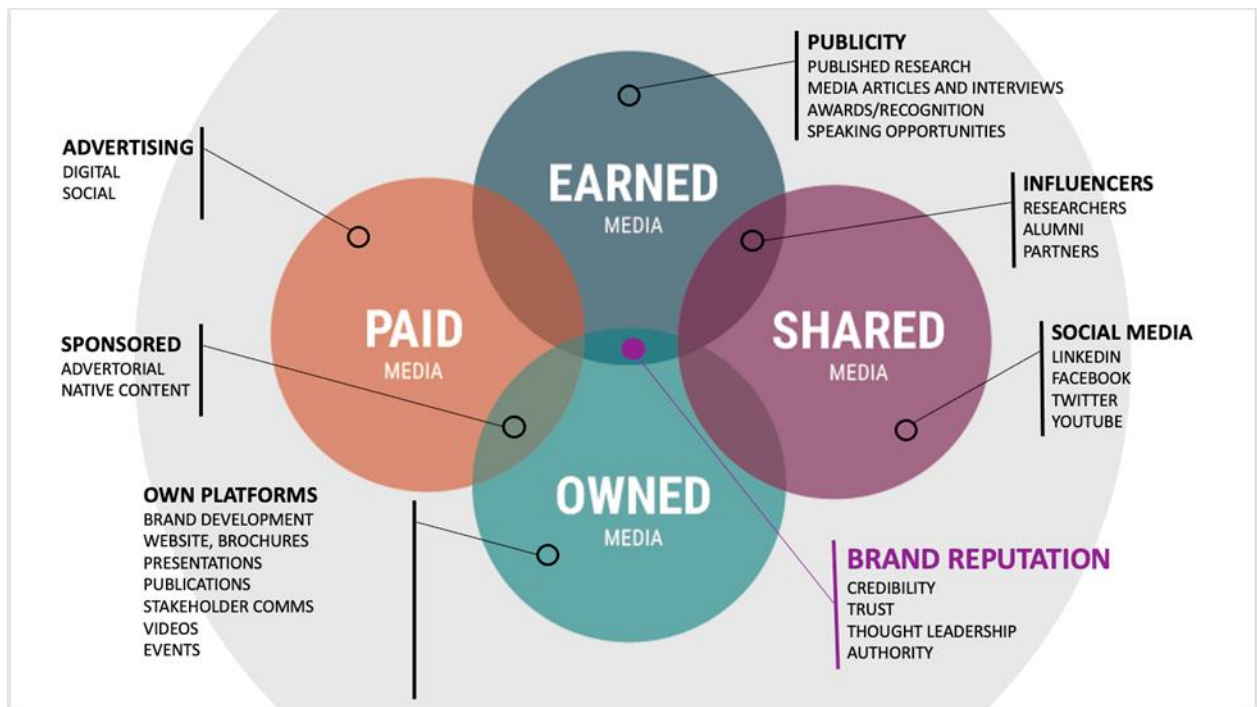 PUBLICITY
PUBLISHED RESEARCH
MEDIA ARTICLES AND INTERVIEWS
AWARDS/RECOGNITION
SPEAKING OPPORTUNITIES
ADVERTISING
DIGITAL
SOCIAL
EARNED
MEDIA
INFLUENCERS
RESEARCHERS
ALUMNI
PARTNERS
PAID
MEDIA
SHARED
MEDIA
SPONSORED
ADVERTORIAL
NATIVE CONTENT
SOCIAL MEDIA
LINKEDIN
FACEBOOK
TWITTER
YOUTUBE
OWNED
MEDIA
OWN PLATFORMS
BRAND DEVELOPMENT
WEBSITE, BROCHURES
PRESENTATIONS
PUBLICATIONS
STAKEHOLDER COMMS
VIDEOS
EVENTS
BRAND REPUTATION
CREDIBILITY
TRUST
THOUGHT LEADERSHIP
AUTHORITY